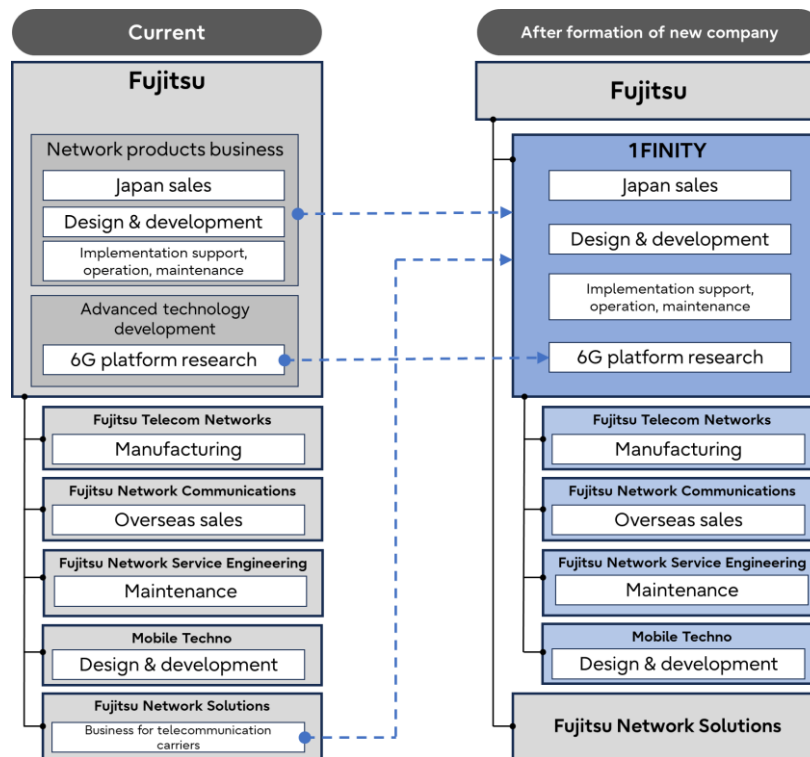 Current
Fujitsu
Network products business
Japan sales
Design & development
Implementation support,
operation, maintenance
Advanced technology
development
6G platform research
Fujitsu Telecom Networks
Manufacturing
Fujitsu Network Communications
Overseas sales
Fujitsu Network Service Engineering
Maintenance
Mobile Techno
Design & development
Fujitsu Network Solutions
Business for telecommunication
carriers
After formation of new company
Fujitsu
1FINITY
Japan sales
Design & development
Implementation support,
operation, maintenance
6G platform research
Fujitsu Telecom Networks
Manufacturing
Fujitsu Network Communications
Overseas sales
Fujitsu Network Service Engineering
Maintenance
Mobile Techno
Design & development
Fujitsu Network Solutions